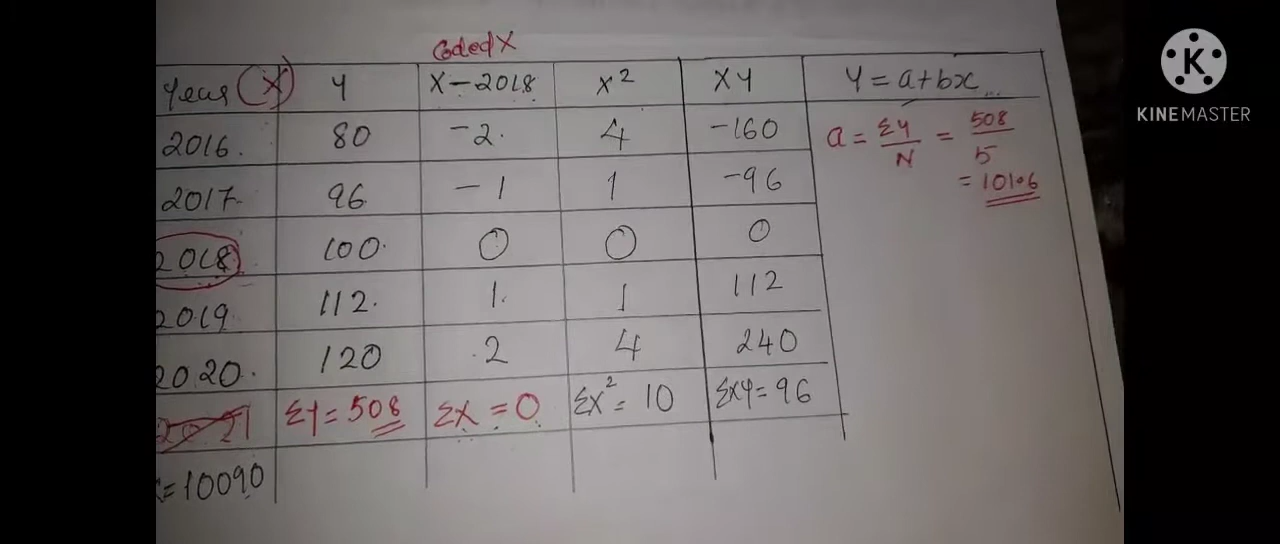 Coded X
Year (X) Y X-2018 X² XY Y = a+bx
2016. 80 -2. 4 -160 a = ΣY/N = 508/5
2017. 96 -1 1 -96 = 101.6
2018 100. 0 0 0
2019. 112. 1. 1 112
2020. 120 .2 4 240
2021 ΣY = 508 ΣX = 0 ΣX² = 10 ΣXY = 96
=10090
K
KINEMASTER